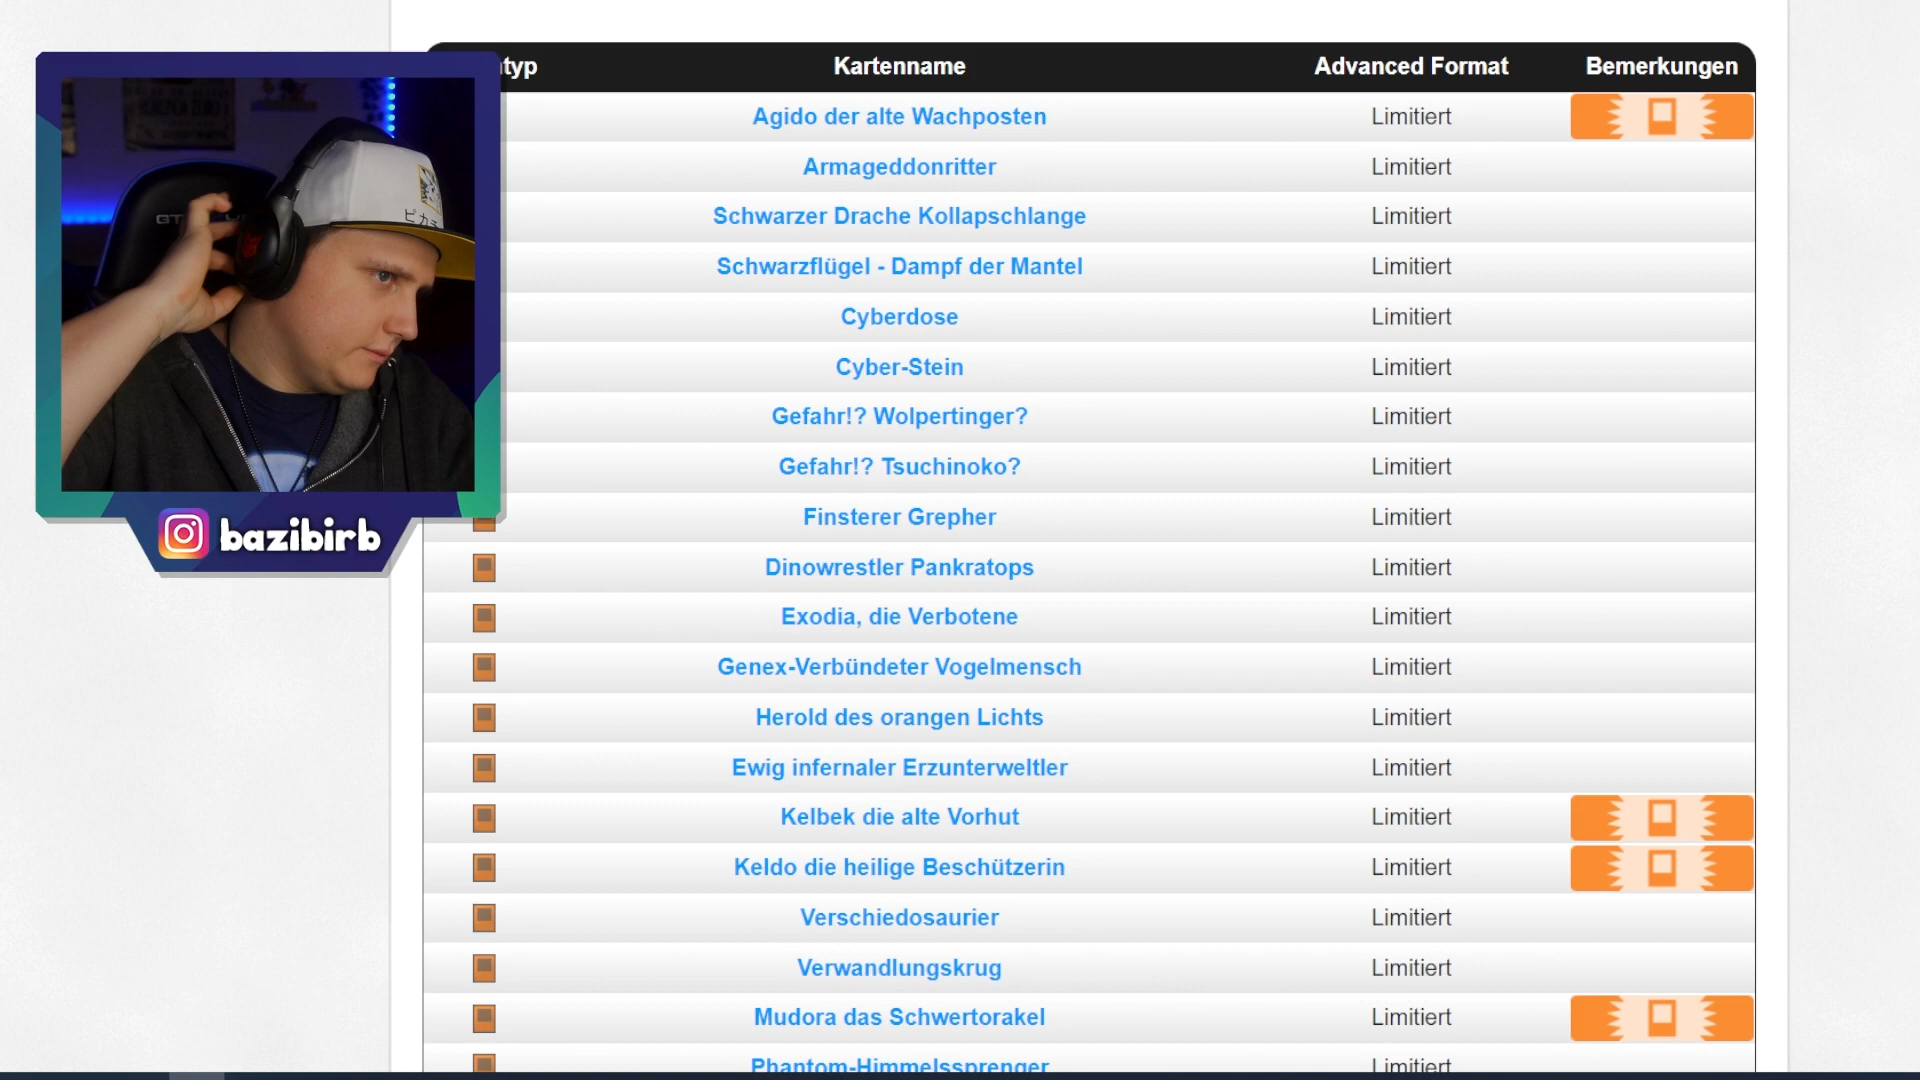 typ Kartenname Advanced Format Bemerkungen
Agido der alte Wachposten Limitiert
Armageddonritter Limitiert
Schwarzer Drache Kollapschlange Limitiert
Schwarzflügel - Dampf der Mantel Limitiert
Cyberdose Limitiert
Cyber-Stein Limitiert
Gefahr!? Wolpertinger? Limitiert
Gefahr!? Tsuchinoko? Limitiert
Finsterer Grepher Limitiert
Dinowrestler Pankratops Limitiert
Exodia, die Verbotene Limitiert
Genex-Verbündeter Vogelmensch Limitiert
Herold des orangen Lichts Limitiert
Ewig infernaler Erzunterweltler Limitiert
Kelbek die alte Vorhut Limitiert
Keldo die heilige Beschützerin Limitiert
Verschiedosaurier Limitiert
Verwandlungskrug Limitiert
Mudora das Schwertorakel Limitiert
Phantom-Himmelssprenger Limitiert
GT
ピカチ
bazibirb